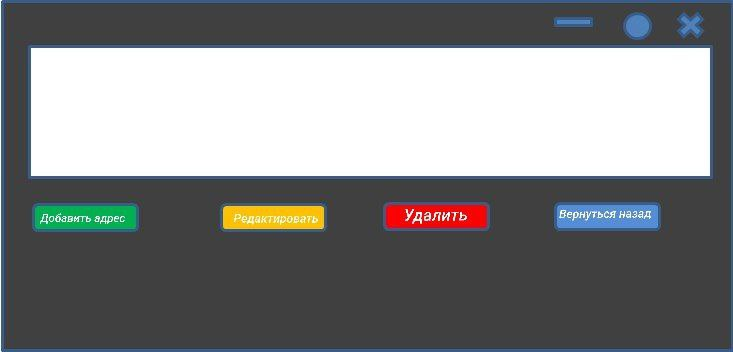 Добавить адрес
Редактировать
Удалить
Вернуться назад